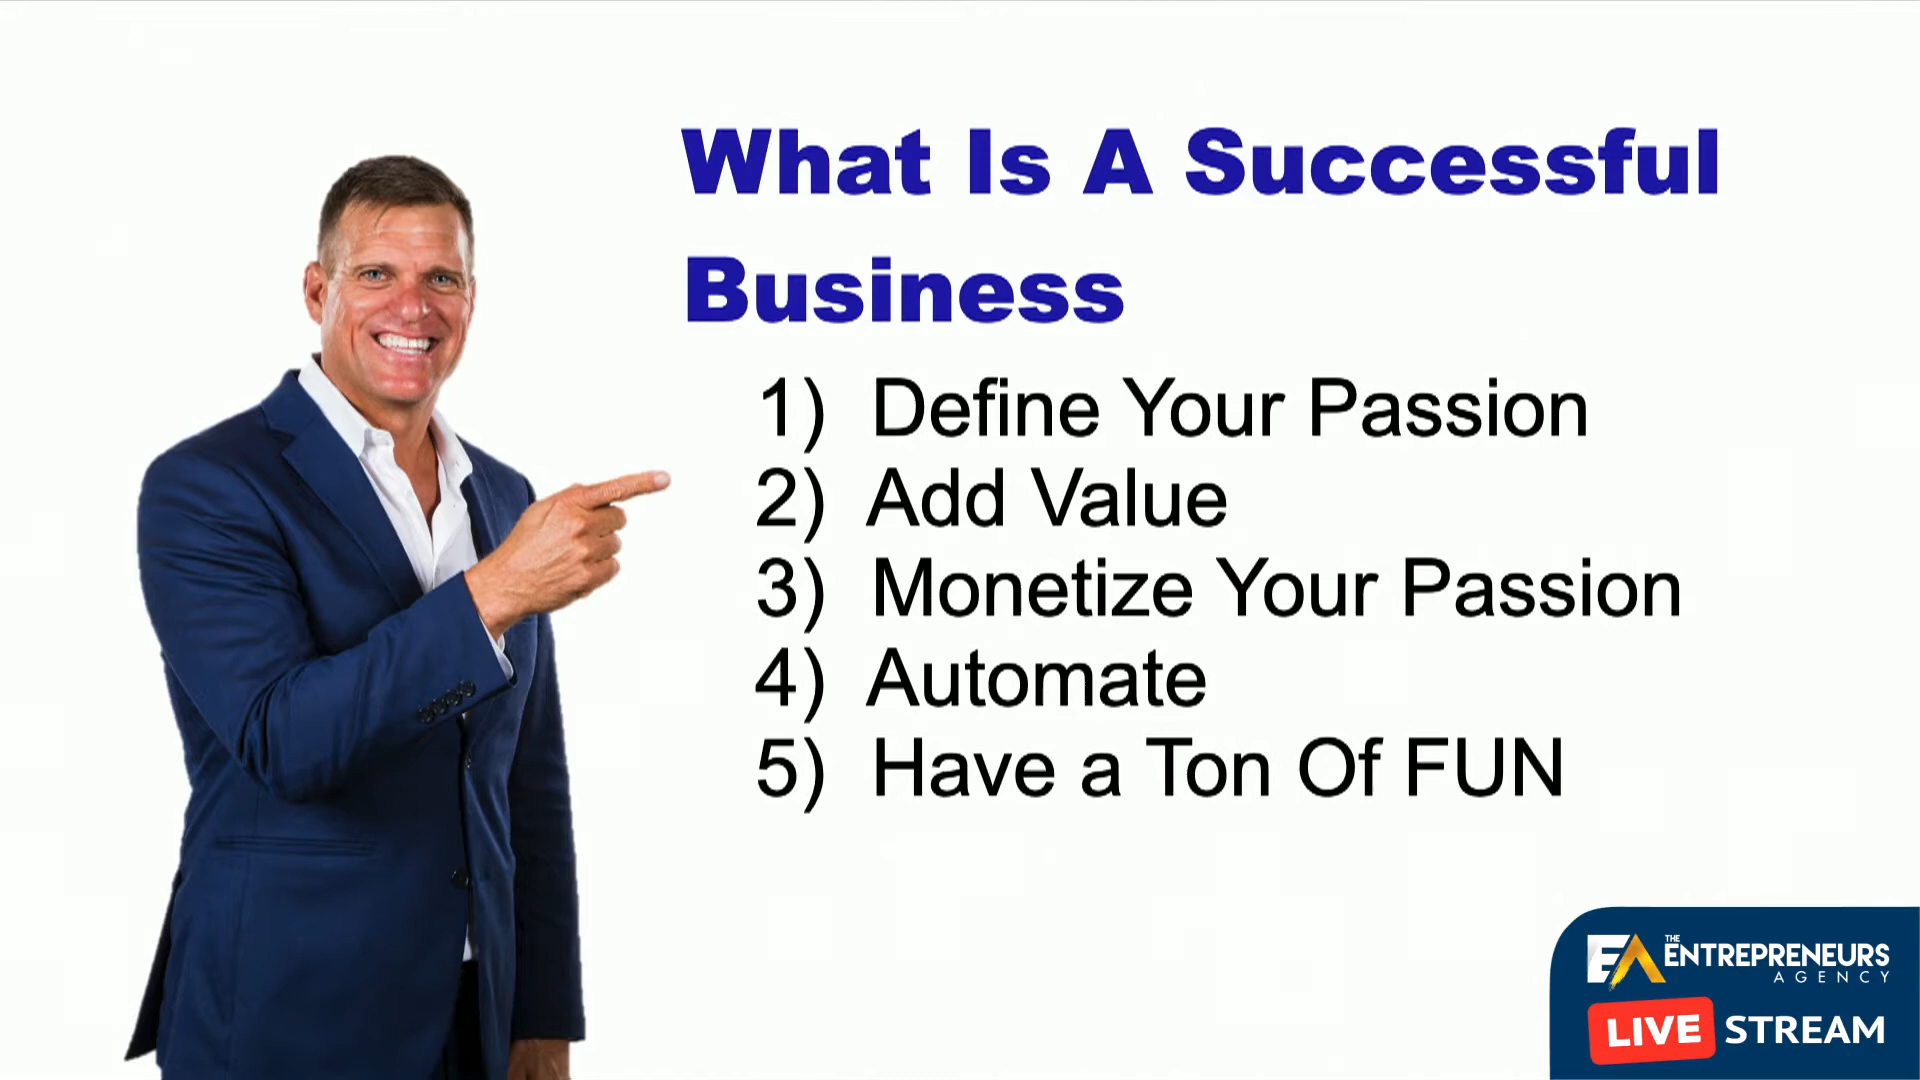 What Is A Successful
Business
1) Define Your Passion
2) Add Value
3) Monetize Your Passion
4) Automate
5) Have a Ton Of FUN
EA THE ENTREPRENEURS
AGENCY
LIVE STREAM